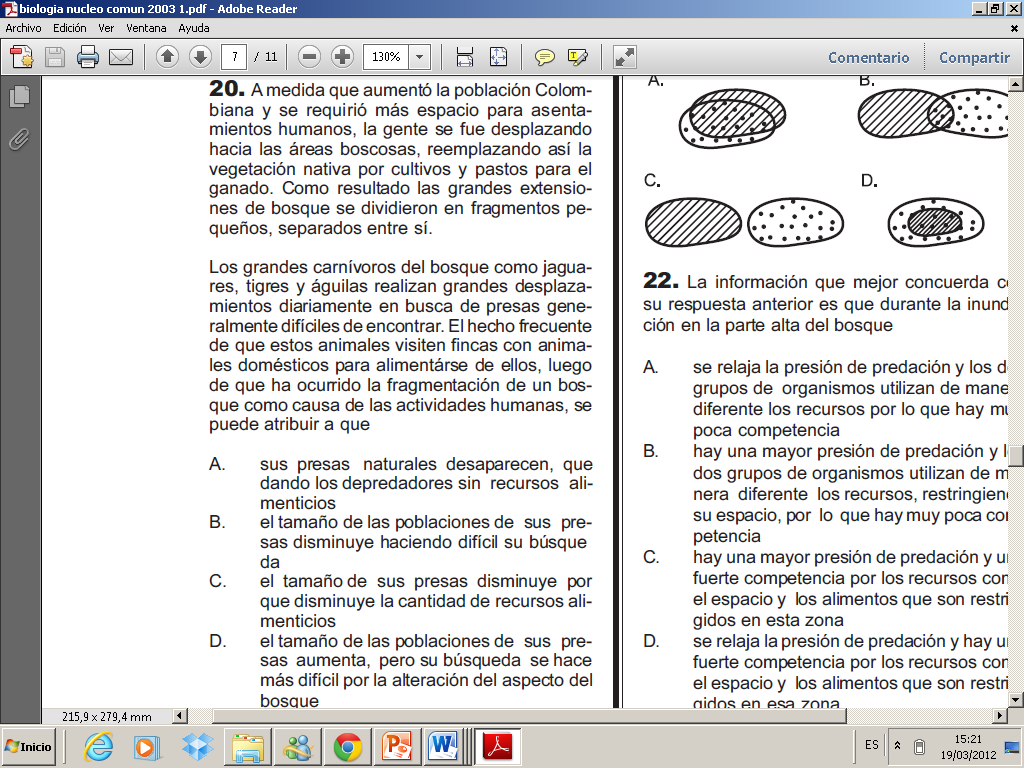 biologia nucleo comun 2003 1.pdf - Adobe Reader
Archivo Edición Ver Ventana Ayuda
7 / 11 130% Comentario Compartir
20. A medida que aumentó la población Colom-
biana y se requirió más espacio para asenta-
mientos humanos, la gente se fue desplazando
hacia las áreas boscosas, reemplazando así la
vegetación nativa por cultivos y pastos para el
ganado. Como resultado las grandes extensio-
nes de bosque se dividieron en fragmentos pe-
queños, separados entre sí.
Los grandes carnívoros del bosque como jagua-
res, tigres y águilas realizan grandes desplaza-
mientos diariamente en busca de presas gene-
ralmente difíciles de encontrar. El hecho frecuente
de que estos animales visiten fincas con anima-
les domésticos para alimentárse de ellos, luego
de que ha ocurrido la fragmentación de un bos-
que como causa de las actividades humanas, se
puede atribuir a que
A. sus presas naturales desaparecen, que
dando los depredadores sin recursos ali-
menticios
B. el tamaño de las poblaciones de sus pre-
sas disminuye haciendo difícil su búsque
da
C. el tamaño de sus presas disminuye por
que disminuye la cantidad de recursos ali-
menticios
D. el tamaño de las poblaciones de sus pre-
sas aumenta, pero su búsqueda se hace
más difícil por la alteración del aspecto del
bosque
A. B.
C. D.
22. La información que mejor concuerda co
su respuesta anterior es que durante la inund
ción en la parte alta del bosque
A. se relaja la presión de predación y los d
grupos de organismos utilizan de mane
diferente los recursos por lo que hay mu
poca competencia
B. hay una mayor presión de predación y l
dos grupos de organismos utilizan de m
nera diferente los recursos, restringien
su espacio, por lo que hay muy poca co
petencia
C. hay una mayor presión de predación y u
fuerte competencia por los recursos co
el espacio y los alimentos que son restri
gidos en esta zona
D. se relaja la presión de predación y hay u
fuerte competencia por los recursos co
el espacio y los alimentos que son restri
gidos en esa zona
215,9 x 279,4 mm
Inicio ES 15:21
19/03/2012